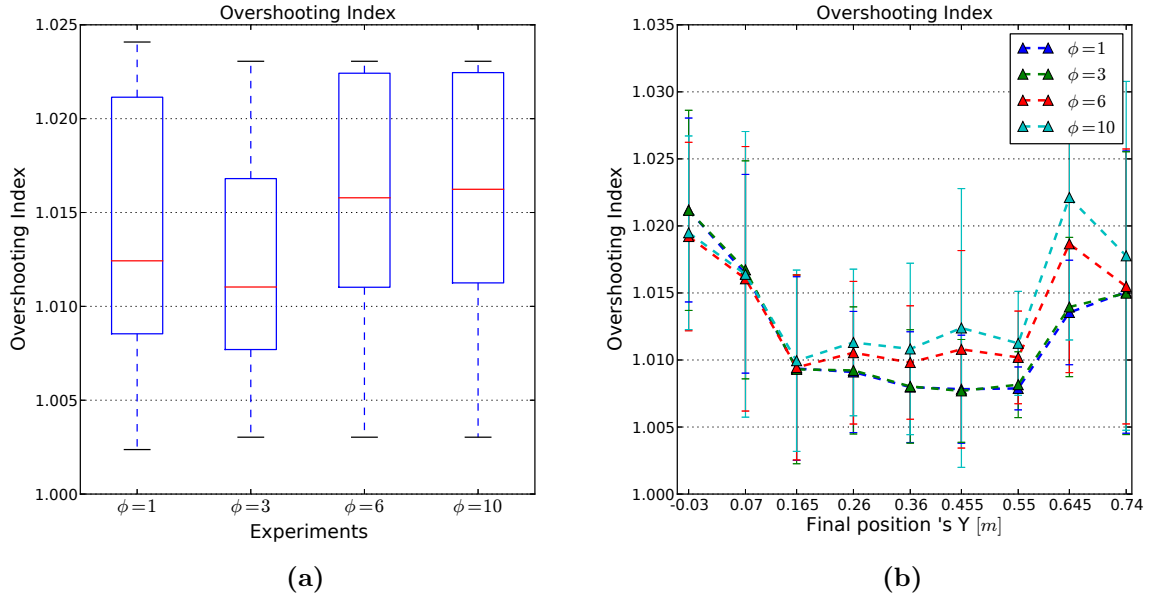 Overshooting Index
1.025
1.020
1.015
1.010
1.005
1.000
Overshooting Index
ϕ=1
ϕ=3
ϕ=6
ϕ=10
Experiments
(a)
Overshooting Index
1.035
1.030
1.025
1.020
1.015
1.010
1.005
1.000
Overshooting Index
ϕ=1
ϕ=3
ϕ=6
ϕ=10
-0.03 0.07 0.165 0.26 0.36 0.455 0.55 0.645 0.74
Final position 's Y [m]
(b)